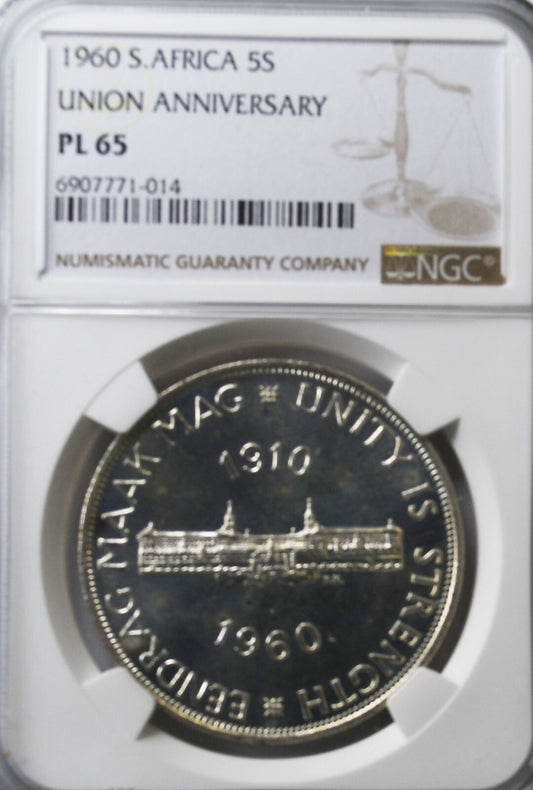 1960 S.AFRICA 5S
UNION ANNIVERSARY
PL 65
6907771-014
NUMISMATIC GUARANTY COMPANY
NGC®
EENDRAG MAAK MAG
UNITY IS STRENGTH
1910
1960